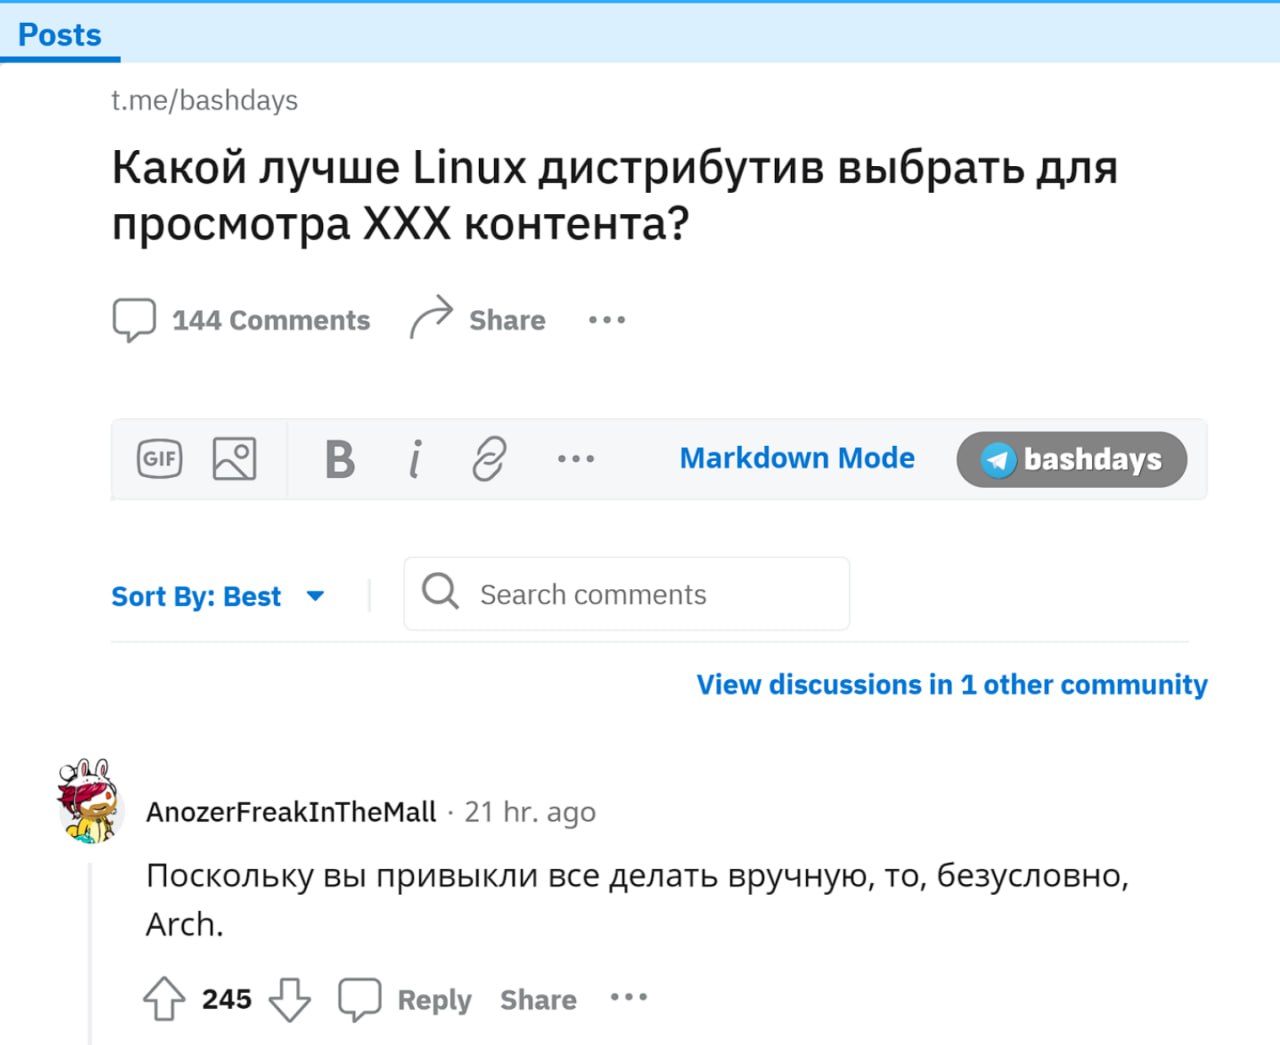 Posts
t.me/bashdays
Какой лучше Linux дистрибутив выбрать для
просмотра XXX контента?
144 Comments Share
GIF B i Markdown Mode bashdays
Sort By: Best Search comments
View discussions in 1 other community
AnozerFreakInTheMall · 21 hr. ago
Поскольку вы привыкли все делать вручную, то, безусловно,
Arch.
245 Reply Share